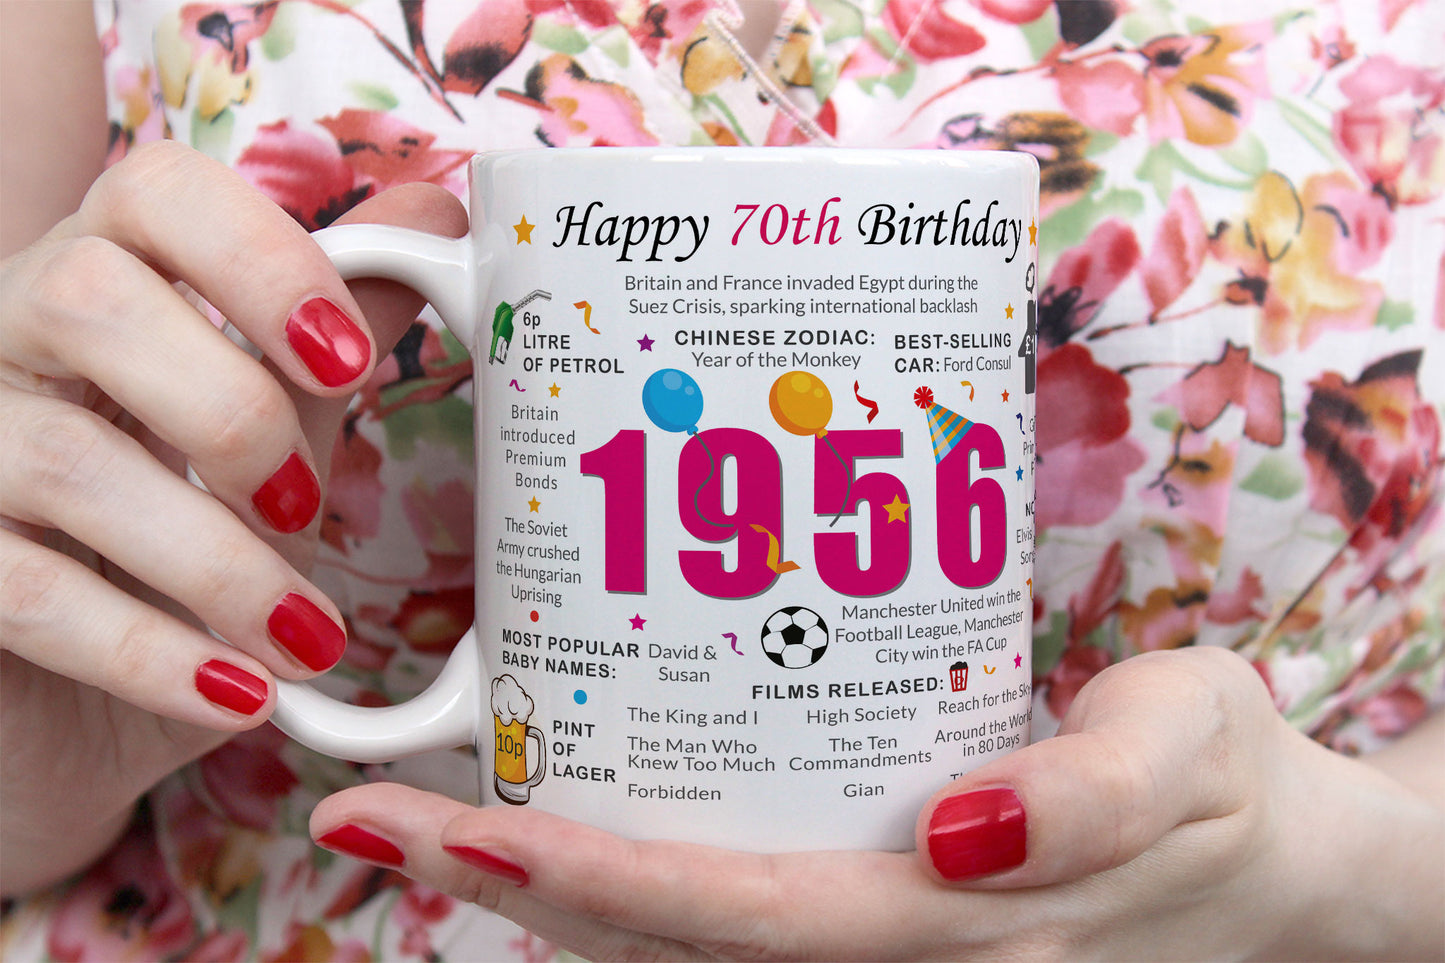 Happy 70th Birthday
Britain and France invaded Egypt during the
Suez Crisis, sparking international backlash
6p
LITRE
OF PETROL
CHINESE ZODIAC:
Year of the Monkey
BEST-SELLING
CAR: Ford Consul
Britain
introduced
Premium
Bonds
1956
The Soviet
Army crushed
the Hungarian
Uprising
Manchester United win the
Football League, Manchester
City win the FA Cup
MOST POPULAR
BABY NAMES:
David &
Susan
FILMS RELEASED:
The King and I
High Society
Reach for the Sky
The Man Who
Knew Too Much
The Ten
Commandments
Around the World
in 80 Days
Forbidden
Gian
10p
PINT
OF
LAGER